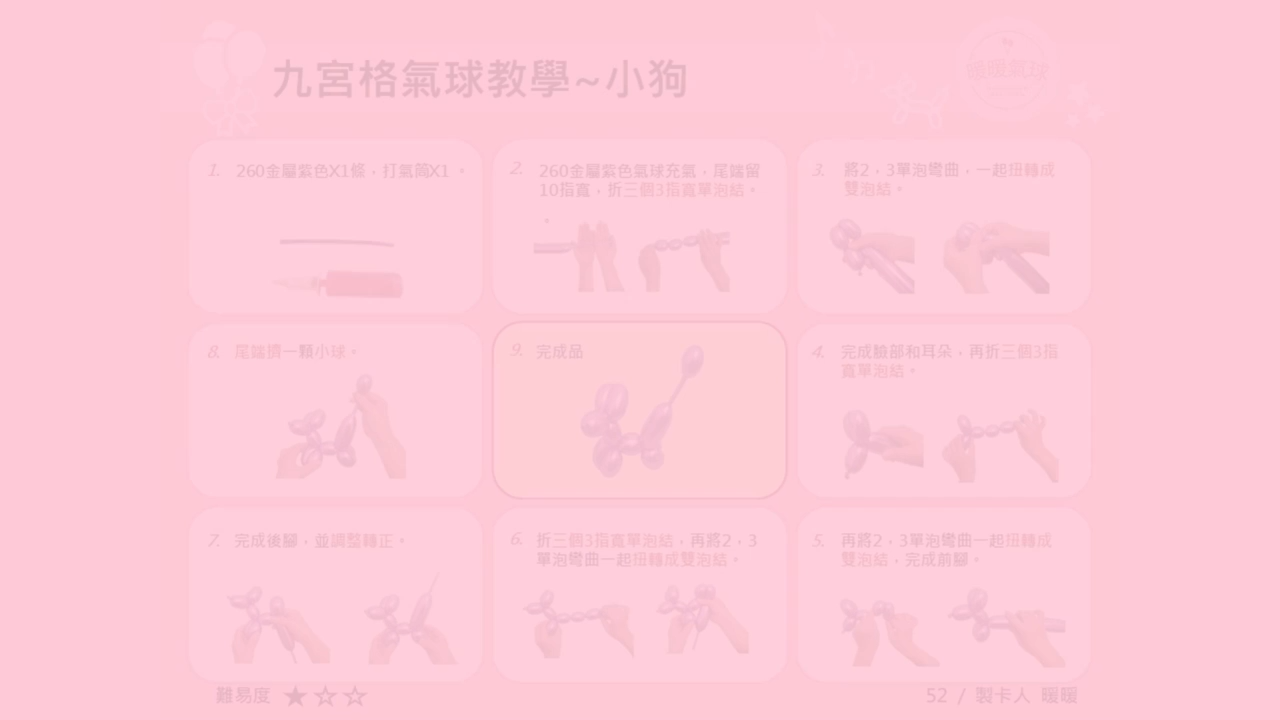 九宮格氣球教學~小狗
暖暖氣球
1. 260金屬紫色X1條，打氣筒X1。
2. 260金屬紫色氣球充氣，尾端留
10指寬，折三個3指寬單泡結。
3. 將2，3單泡彎曲，一起扭轉成
雙泡結。
8. 尾端擠一顆小球。
9. 完成品
4. 完成臉部和耳朵，再折三個3指
寬單泡結。
7. 完成後腳，並調整轉正。
6. 折三個3指寬單泡結，再將2，3
單泡彎曲一起扭轉成雙泡結。
5. 再將2，3單泡彎曲一起扭轉成
雙泡結，完成前腳。
難易度 ★☆☆
52 / 製卡人 暖暖